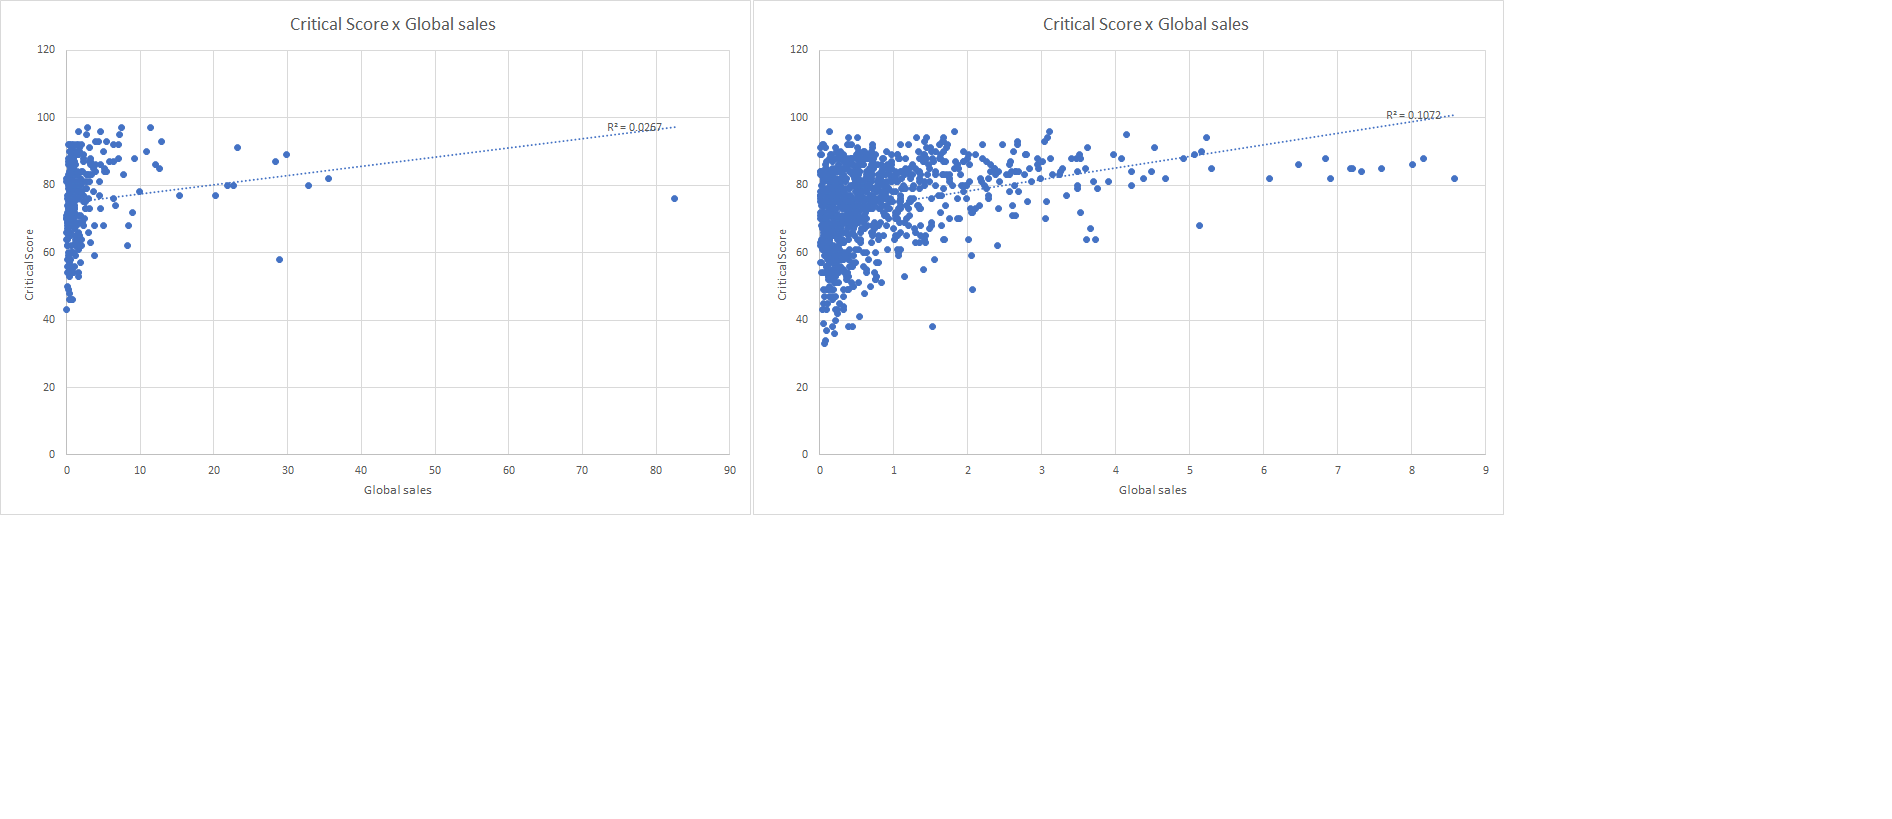 Critical Score x Global sales
120
100
80
60
40
20
0
Critical Score
R² = 0.0267
0 10 20 30 40 50 60 70 80 90
Global sales
Critical Score x Global sales
120
100
80
60
40
20
0
Critical Score
R² = 0.1072
0 1 2 3 4 5 6 7 8 9
Global sales